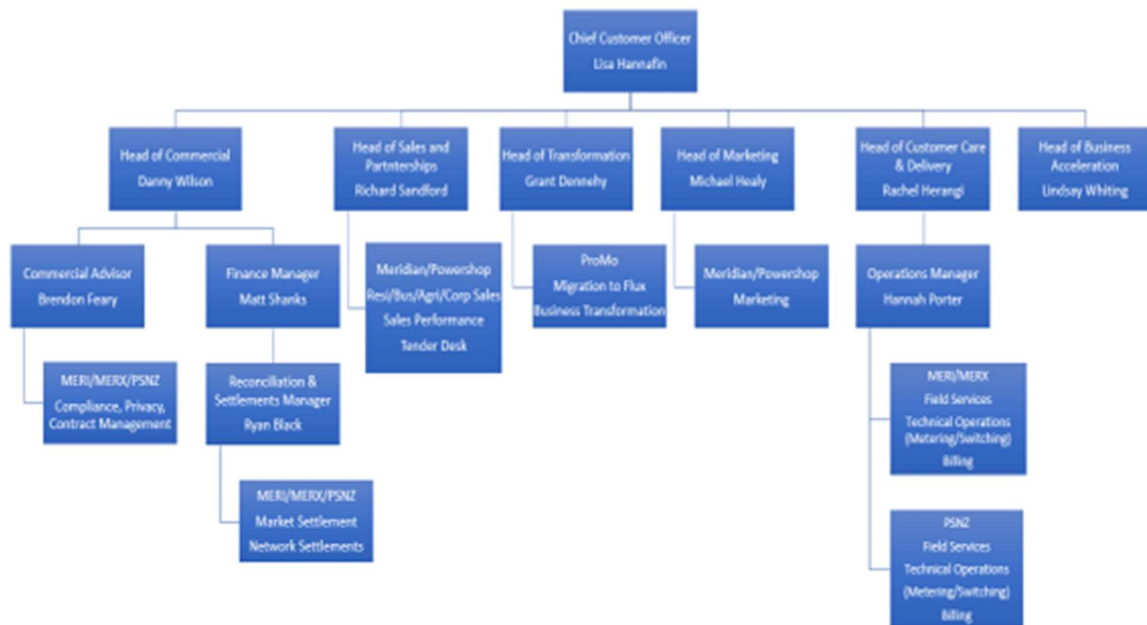 Chief Customer Officer
Lisa Hannafin
Head of Commercial
Danny Wilson
Head of Sales and
Partnterships
Richard Sandford
Head of Transformation
Grant Dennehy
Head of Marketing
Michael Healy
Head of Customer Care
& Delivery
Rachel Herangi
Head of Business
Acceleration
Lindsay Whiting
Commercial Advisor
Brendon Feary
Finance Manager
Matt Shanks
Meridian/Powershop
Resi/Bus/Agri/Corp Sales
Sales Performance
Tender Desk
ProMo
Migration to Flux
Business Transformation
Meridian/Powershop
Marketing
Operations Manager
Hannah Porter
MERI/MERX/PSNZ
Compliance, Privacy,
Contract Management
Reconciliation &
Settlements Manager
Ryan Black
MERI/MERX
Field Services
Technical Operations
(Metering/Switching)
Billing
MERI/MERX/PSNZ
Market Settlement
Network Settlements
PSNZ
Field Services
Technical Operations
(Metering/Switching)
Billing